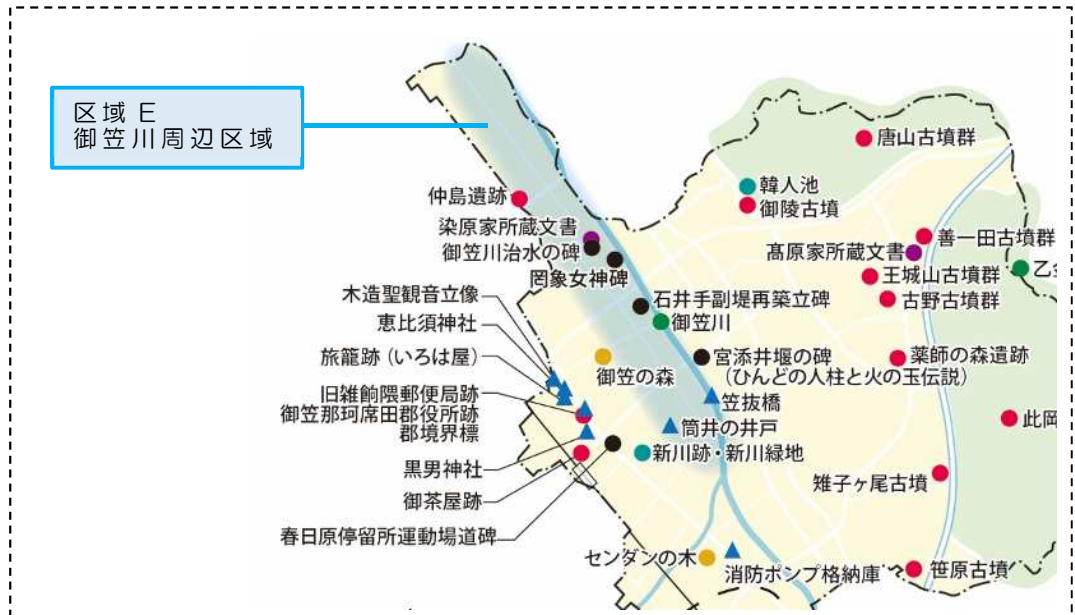 区域E
御笠川周辺区域
唐山古墳群
韓人池
御陵古墳
仲島遺跡
染原家所蔵文書
御笠川治水の碑
罔象女神碑
善一田古墳群
髙原家所蔵文書
乙金
王城山古墳群
古野古墳群
木造聖観音立像
恵比須神社
旅籠跡(いろは屋)
石井手副堤再築立碑
御笠川
御笠の森
宮添井堰の碑
(ひんどの人柱と火の玉伝説)
薬師の森遺跡
旧雑餉隈郵便局跡
御笠那珂席田郡役所跡
郡境界標
笠抜橋
筒井の井戸
此岡
黒男神社
新川跡・新川緑地
雉子ヶ尾古墳
御茶屋跡
春日原停留所運動場道碑
センダンの木
消防ポンプ格納庫
笹原古墳